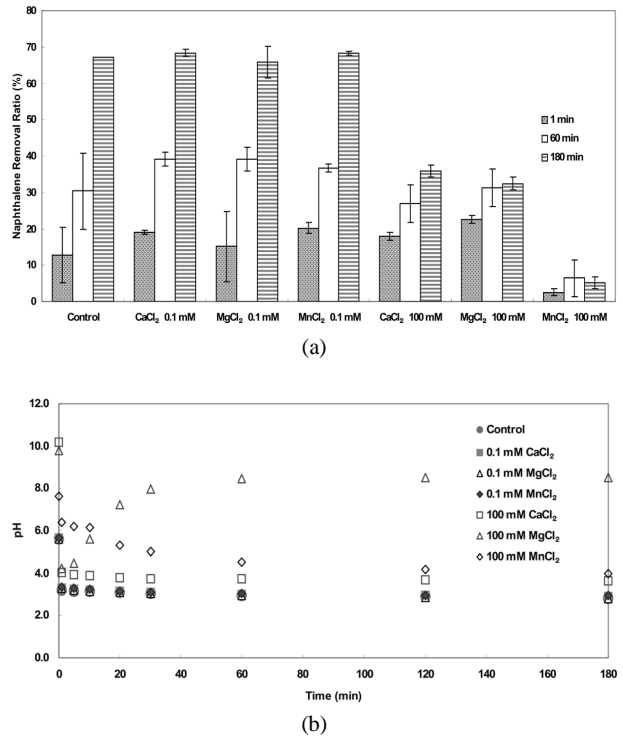 80
70
60
50
40
30
20
10
0
Naphthalene Removal Ratio (%)
1 min
60 min
180 min
Control CaCl₂ 0.1 mM MgCl₂ 0.1 mM MnCl₂ 0.1 mM CaCl₂ 100 mM MgCl₂ 100 mM MnCl₂ 100 mM
(a)
12.0
10.0
8.0
6.0
4.0
2.0
0.0
pH
Control
0.1 mM CaCl₂
0.1 mM MgCl₂
0.1 mM MnCl₂
100 mM CaCl₂
100 mM MgCl₂
100 mM MnCl₂
0 20 40 60 80 100 120 140 160 180
Time (min)
(b)